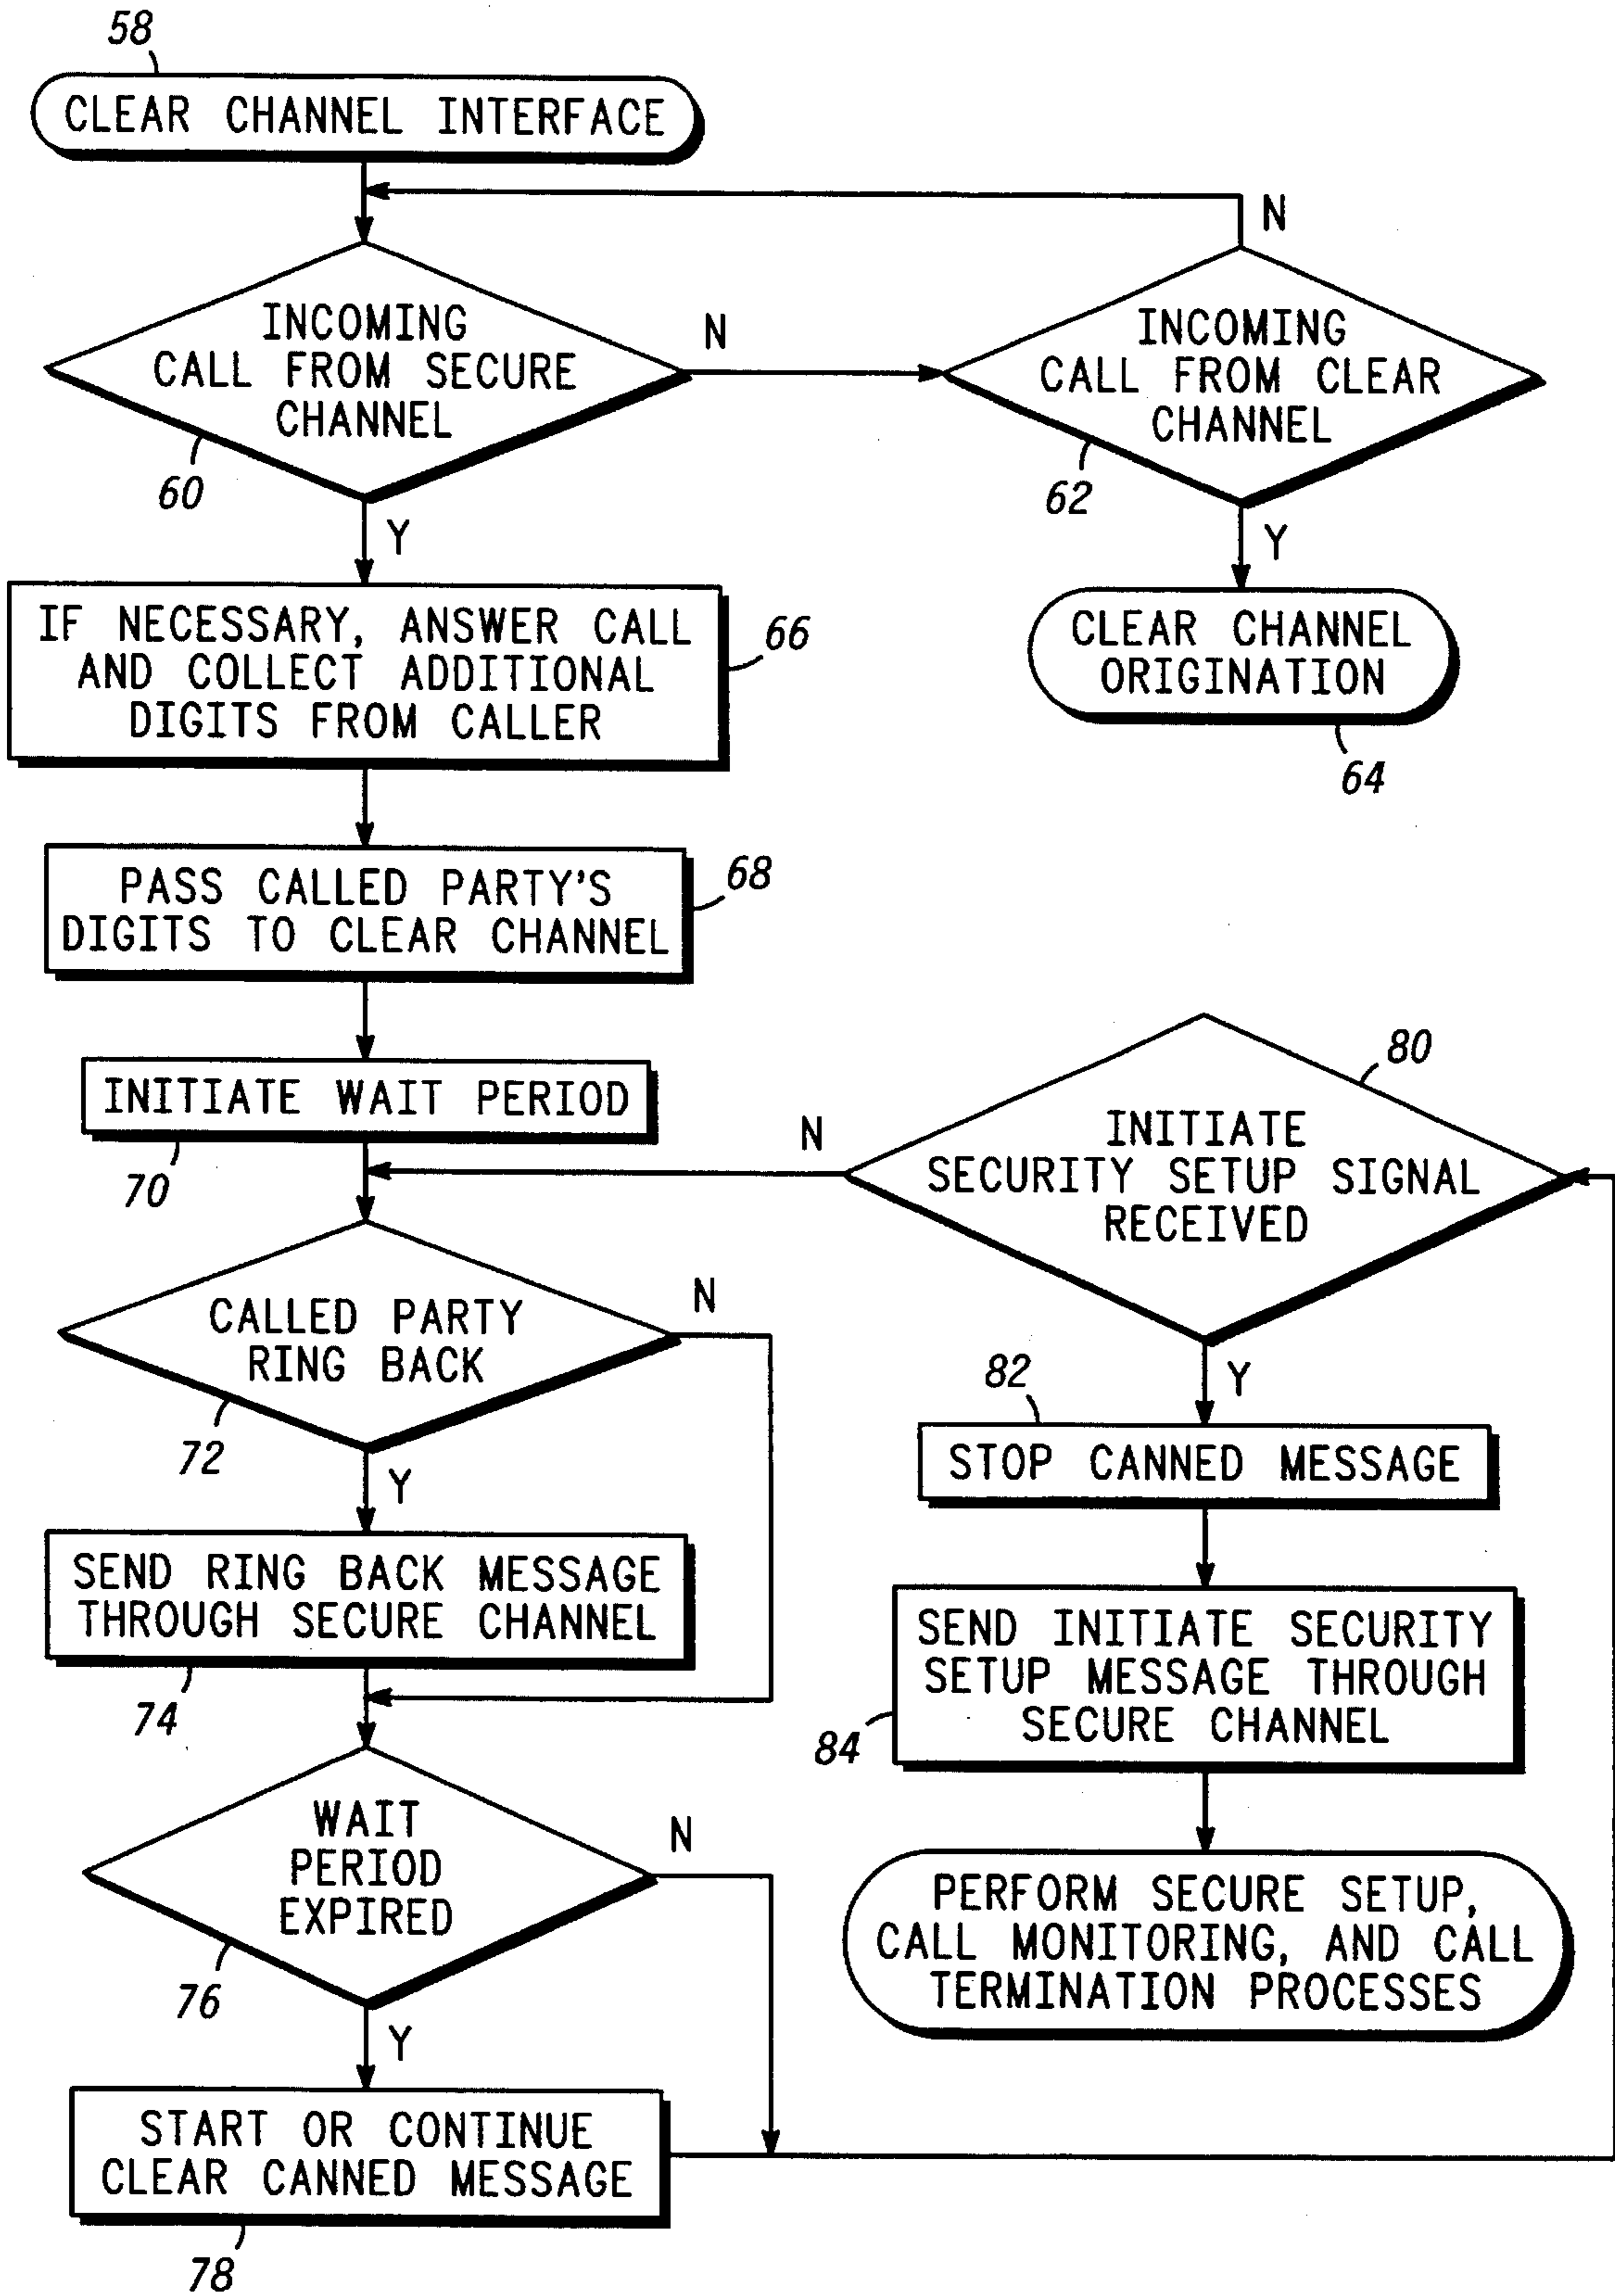 58
CLEAR CHANNEL INTERFACE
N
INCOMING
CALL FROM SECURE
CHANNEL
60
N
INCOMING
CALL FROM CLEAR
CHANNEL
62
Y
Y
IF NECESSARY, ANSWER CALL
AND COLLECT ADDITIONAL
DIGITS FROM CALLER
66
CLEAR CHANNEL
ORIGINATION
64
PASS CALLED PARTY'S
DIGITS TO CLEAR CHANNEL
68
INITIATE WAIT PERIOD
70
N
INITIATE
SECURITY SETUP SIGNAL
RECEIVED
80
CALLED PARTY
RING BACK
72
N
Y
SEND RING BACK MESSAGE
THROUGH SECURE CHANNEL
74
WAIT
PERIOD
EXPIRED
76
N
Y
START OR CONTINUE
CLEAR CANNED MESSAGE
78
Y
82
STOP CANNED MESSAGE
SEND INITIATE SECURITY
SETUP MESSAGE THROUGH
SECURE CHANNEL
84
PERFORM SECURE SETUP,
CALL MONITORING, AND CALL
TERMINATION PROCESSES